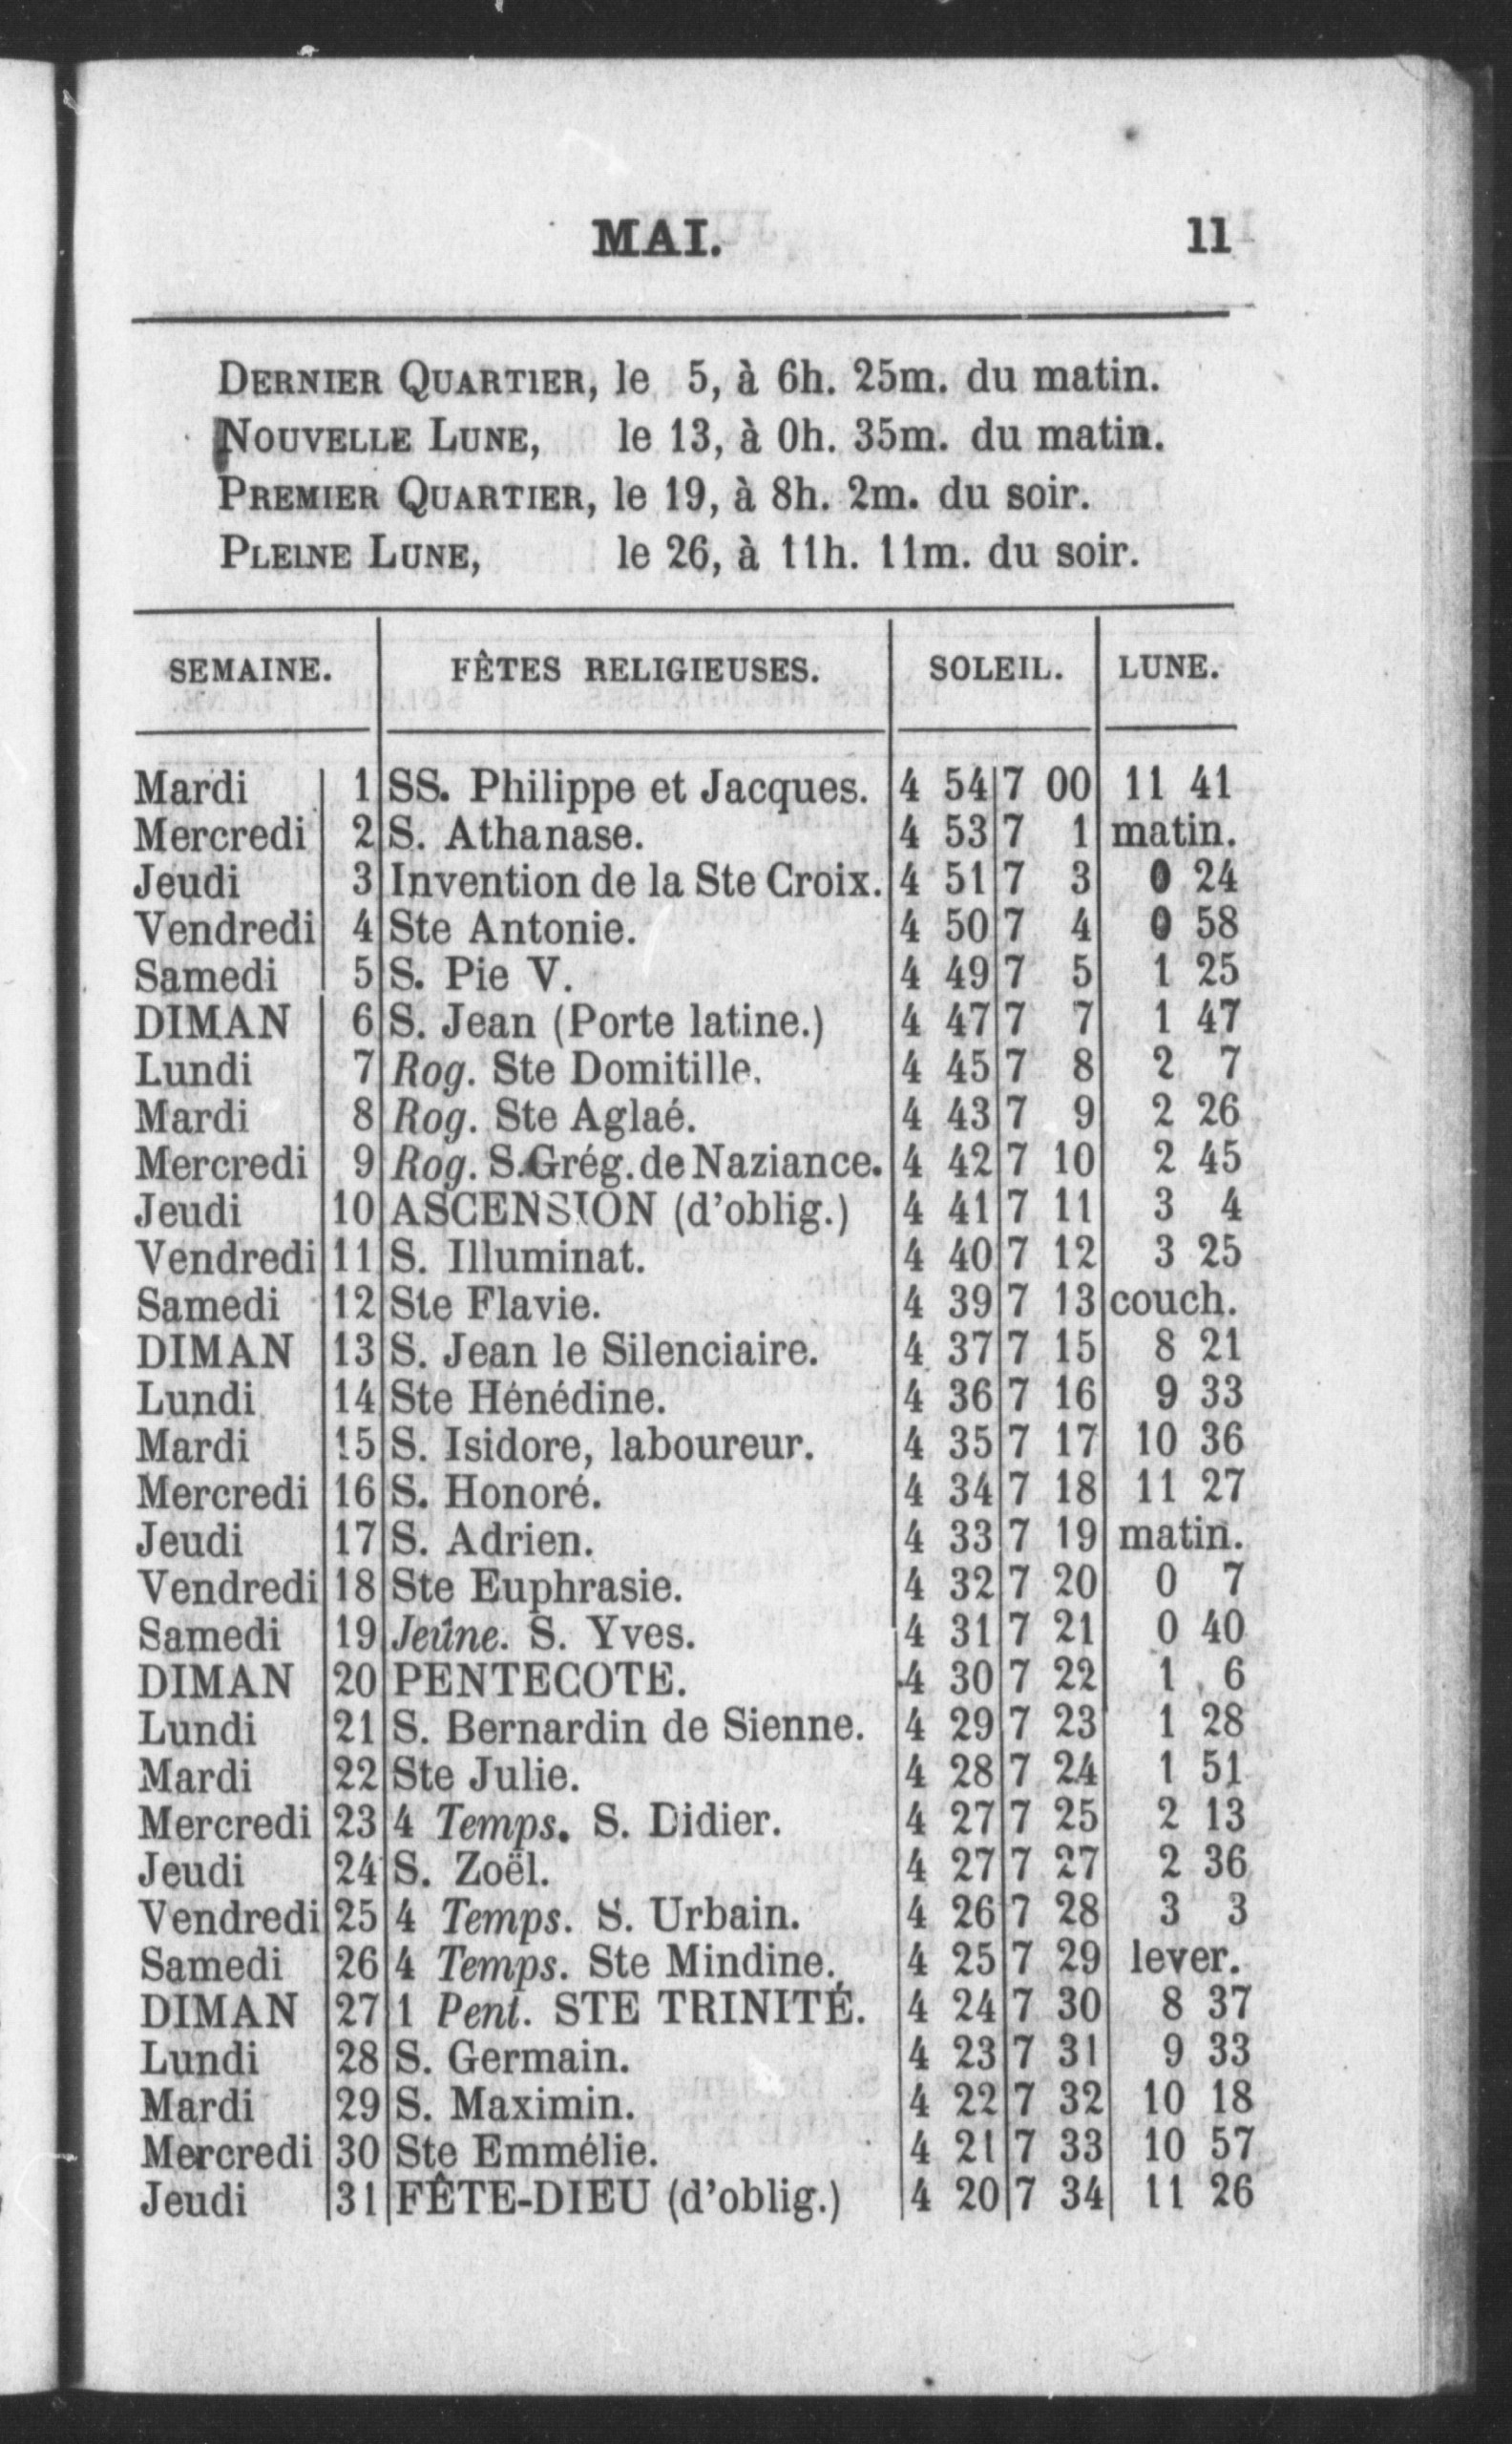 MAI. 11
DERNIER QUARTIER, le 5, à 6h. 25m. du matin.
NOUVELLE LUNE, le 13, à 0h. 35m. du matin.
PREMIER QUARTIER, le 19, à 8h. 2m. du soir.
PLEINE LUNE, le 26, à 11h. 11m. du soir.
SEMAINE. FÊTES RELIGIEUSES. SOLEIL. LUNE.
Mardi 1 SS. Philippe et Jacques. 4 54 7 00 11 41
Mercredi 2 S. Athanase. 4 53 7 1 matin.
Jeudi 3 Invention de la Ste Croix. 4 51 7 3 0 24
Vendredi 4 Ste Antonie. 4 50 7 4 0 58
Samedi 5 S. Pie V. 4 49 7 5 1 25
DIMAN 6 S. Jean (Porte latine.) 4 47 7 7 1 47
Lundi 7 Rog. Ste Domitille. 4 45 7 8 2 7
Mardi 8 Rog. Ste Aglaé. 4 43 7 9 2 26
Mercredi 9 Rog. S. Grég. de Naziance. 4 42 7 10 2 45
Jeudi 10 ASCENSION (d'oblig.) 4 41 7 11 3 4
Vendredi 11 S. Illuminat. 4 40 7 12 3 25
Samedi 12 Ste Flavie. 4 39 7 13 couch.
DIMAN 13 S. Jean le Silenciaire. 4 37 7 15 8 21
Lundi 14 Ste Hénédine. 4 36 7 16 9 33
Mardi 15 S. Isidore, laboureur. 4 35 7 17 10 36
Mercredi 16 S. Honoré. 4 34 7 18 11 27
Jeudi 17 S. Adrien. 4 33 7 19 matin.
Vendredi 18 Ste Euphrasie. 4 32 7 20 0 7
Samedi 19 Jeûne. S. Yves. 4 31 7 21 0 40
DIMAN 20 PENTECOTE. 4 30 7 22 1 6
Lundi 21 S. Bernardin de Sienne. 4 29 7 23 1 28
Mardi 22 Ste Julie. 4 28 7 24 1 51
Mercredi 23 4 Temps. S. Didier. 4 27 7 25 2 13
Jeudi 24 S. Zoël. 4 27 7 27 2 36
Vendredi 25 4 Temps. S. Urbain. 4 26 7 28 3 3
Samedi 26 4 Temps. Ste Mindine. 4 25 7 29 lever.
DIMAN 27 1 Pent. STE TRINITÉ. 4 24 7 30 8 37
Lundi 28 S. Germain. 4 23 7 31 9 33
Mardi 29 S. Maximin. 4 22 7 32 10 18
Mercredi 30 Ste Emmélie. 4 21 7 33 10 57
Jeudi 31 FÊTE-DIEU (d'oblig.) 4 20 7 34 11 26